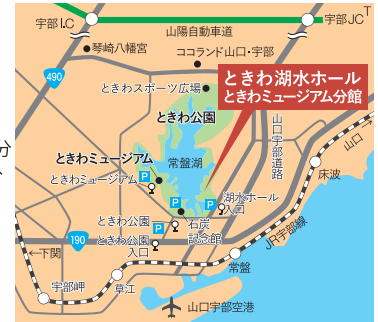 宇部I.C
宇部JCT
山陽自動車道
琴崎八幡宮
ココランド山口・宇部
490
ときわスポーツ広場
ときわ湖水ホール
ときわミュージアム分館
ときわ公園
分
ときわミュージアム
常盤湖
山口宇部道路
山口→
床波
ときわミュージアム
P
P
P
湖水ホール
入口
ときわ公園
石炭
記念館
190
ときわ公園
入口
P
JR宇部線
←下関
常盤
宇部岬
草江
山口宇部空港